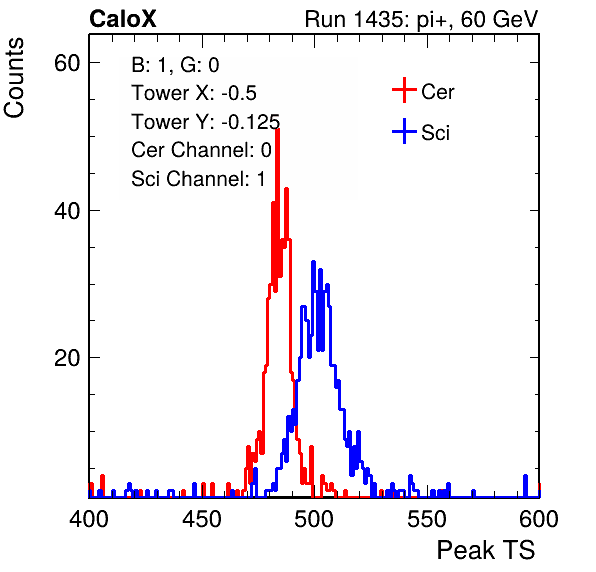 CaloX Run 1435: pi+, 60 GeV
Counts
B: 1, G: 0
Tower X: -0.5
Tower Y: -0.125
Cer Channel: 0
Sci Channel: 1
Cer
Sci
60
40
20
400 450 500 550 600
Peak TS